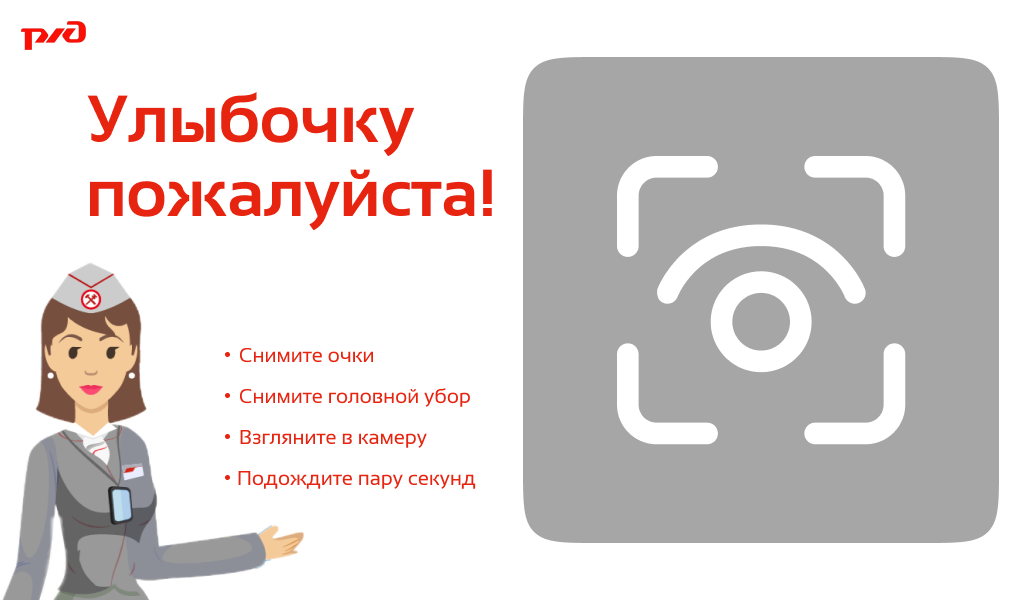 ржд
Улыбочку
пожалуйста!
• Снимите очки
• Снимите головной убор
• Взгляните в камеру
• Подождите пару секунд